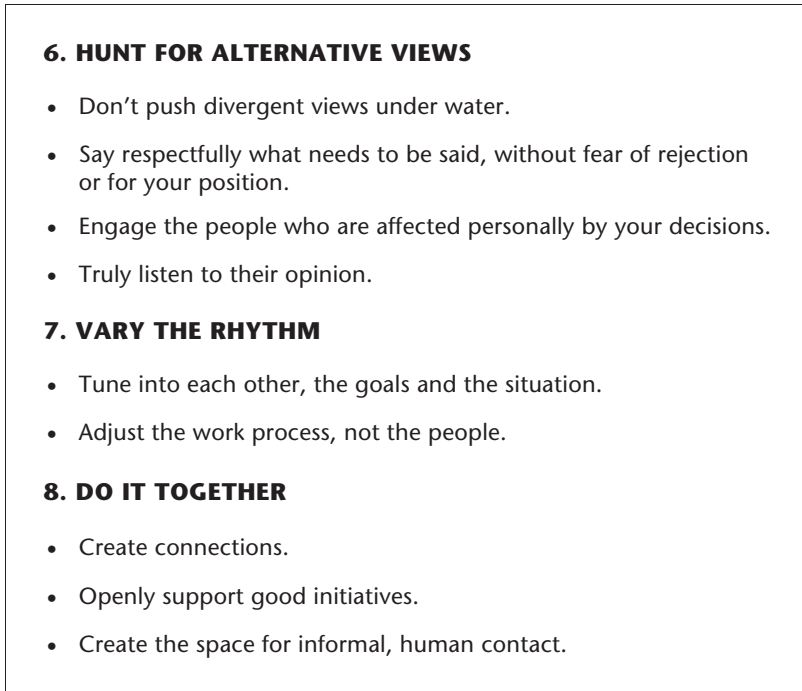 6. HUNT FOR ALTERNATIVE VIEWS
• Don’t push divergent views under water.
• Say respectfully what needs to be said, without fear of rejection
or for your position.
• Engage the people who are affected personally by your decisions.
• Truly listen to their opinion.
7. VARY THE RHYTHM
• Tune into each other, the goals and the situation.
• Adjust the work process, not the people.
8. DO IT TOGETHER
• Create connections.
• Openly support good initiatives.
• Create the space for informal, human contact.